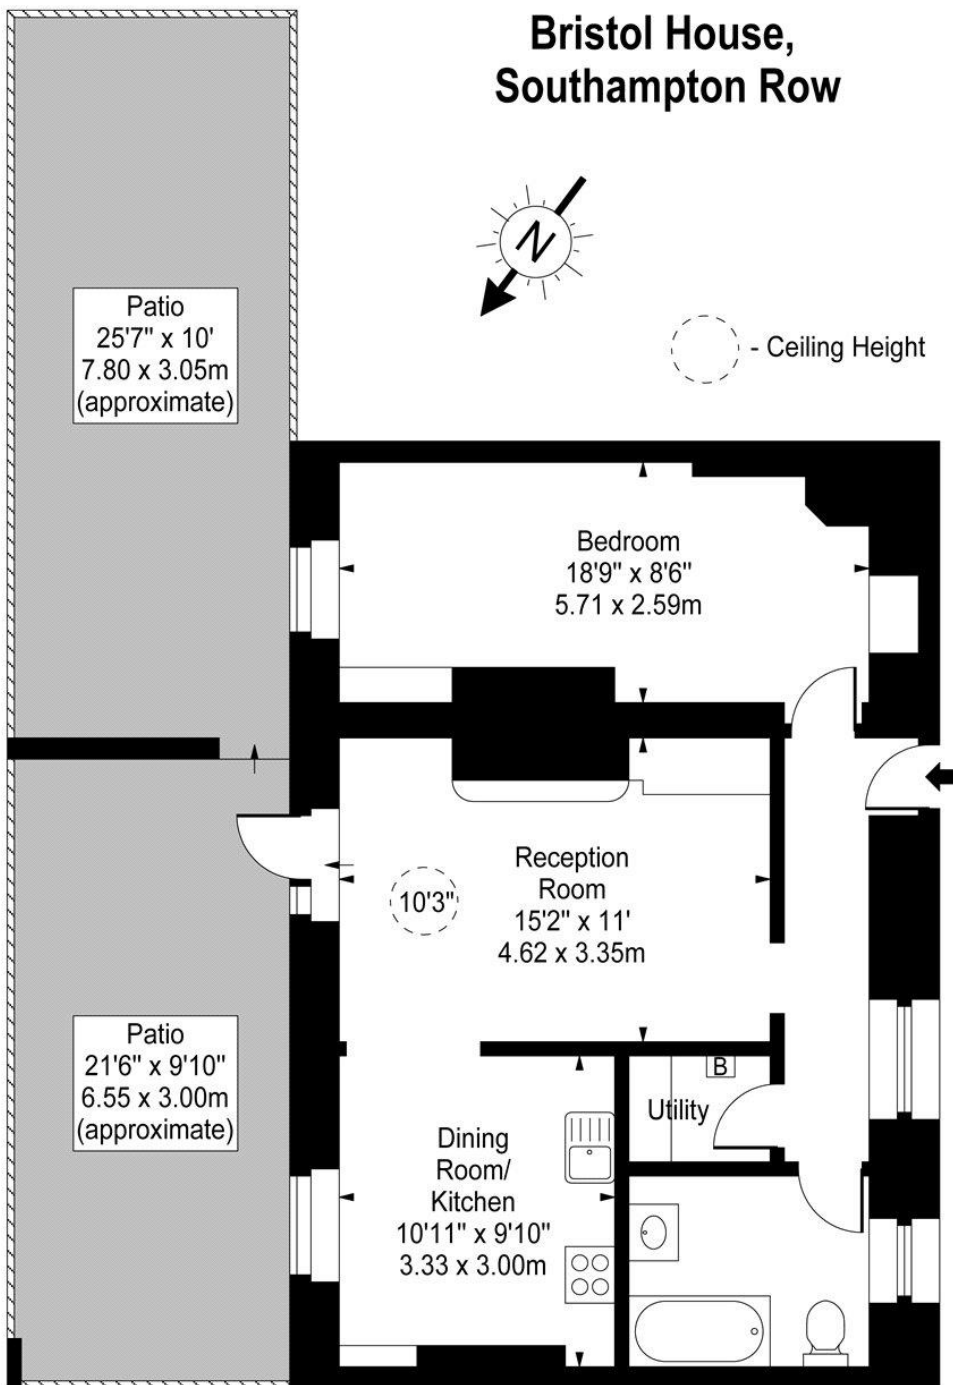 Bristol House,
Southampton Row
N
- Ceiling Height
Patio
25'7" x 10'
7.80 x 3.05m
(approximate)
Bedroom
18'9" x 8'6"
5.71 x 2.59m
Reception
Room
15'2" x 11'
4.62 x 3.35m
10'3"
Patio
21'6" x 9'10"
6.55 x 3.00m
(approximate)
Dining
Room/
Kitchen
10'11" x 9'10"
3.33 x 3.00m
B
Utility